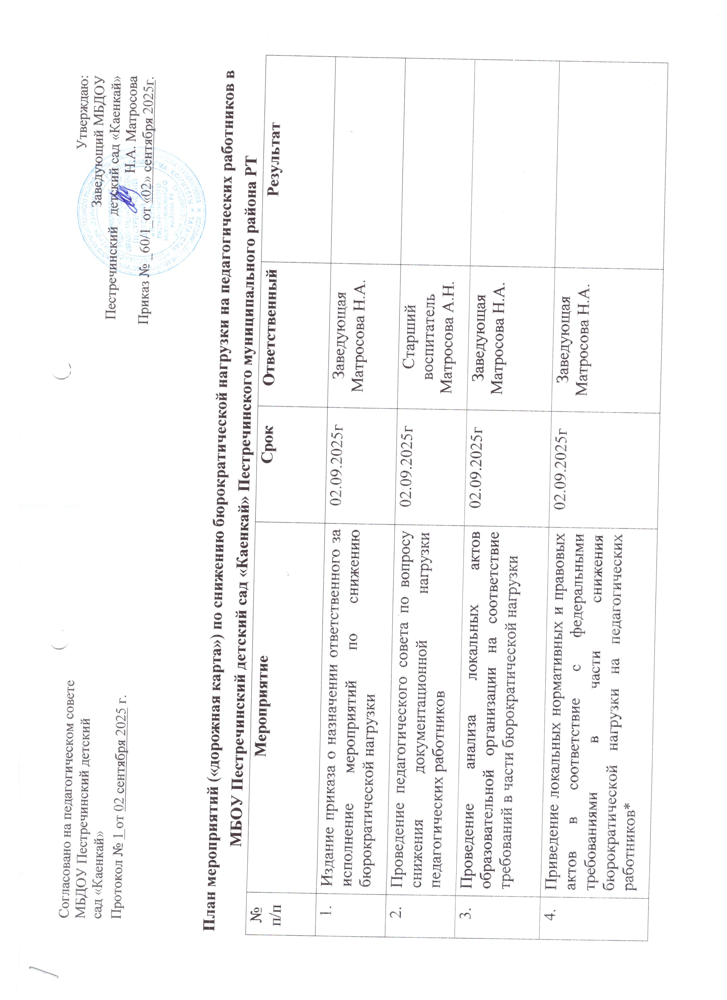 Согласовано на педагогическом совете
МБДОУ Пестречинский детский
сад «Каенкай»
Протокол № 1 от 02 сентября 2025 г.
Утверждаю:
Заведующий МБДОУ
Пестречинский детский сад «Каенкай»
Н.А. Матросова
Приказ № _60/1_ от «02» сентября 2025г.
План мероприятий («дорожная карта») по снижению бюрократической нагрузки на педагогических работников в
МБОУ Пестречинский детский сад «Каенкай» Пестречинского муниципального района РТ
№
п/п
Мероприятие
Срок
Ответственный
Результат
1.
Издание приказа о назначении ответственного за
исполнение мероприятий по снижению
бюрократической нагрузки
02.09.2025г
Заведующая
Матросова Н.А.
2.
Проведение педагогического совета по вопросу
снижения документационной нагрузки
педагогических работников
02.09.2025г
Старший
воспитатель
Матросова А.Н.
3.
Проведение анализа локальных актов
образовательной организации на соответствие
требований в части бюрократической нагрузки
02.09.2025г
Заведующая
Матросова Н.А.
4.
Приведение локальных нормативных и правовых
актов в соответствие с федеральными
требованиями в части снижения
бюрократической нагрузки на педагогических
работников*
02.09.2025г
Заведующая
Матросова Н.А.
ПЕСТРЕЧИНСКОГО
МУНИЦИПАЛЬНОГО
РАЙОНА РТ